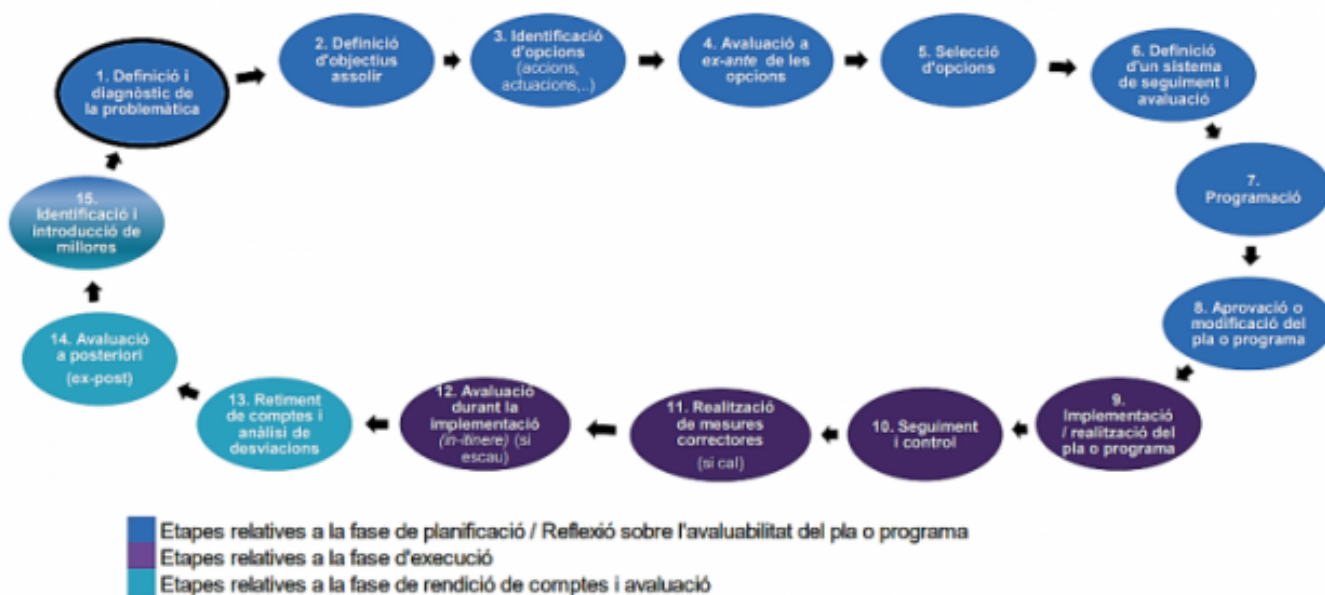 1. Definició i
diagnòstic de
la problemàtica
2. Definició
d'objectius
assolir
3. Identificació
d'opcions
(accions,
actuacions,..)
4. Avaluació a
ex-ante de les
opcions
5. Selecció
d'opcions
6. Definició
d'un sistema
de seguiment i
avaluació
7.
Programació
8. Aprovació o
modificació del
pla o programa
9.
Implementació
/ realització del
pla o programa
10. Seguiment
i control
11. Realització
de mesures
correctores
(si cal)
12. Avaluació
durant la
implementació
(in-itinere) (si
escau)
13. Retiment
de comptes i
anàlisi de
desviacions
14. Avaluació
a posteriori
(ex-post)
15.
Identificació i
introducció de
millores
Etapes relatives a la fase de planificació / Reflexió sobre l'avaluabilitat del pla o programa
Etapes relatives a la fase d'execució
Etapes relatives a la fase de rendició de comptes i avaluació